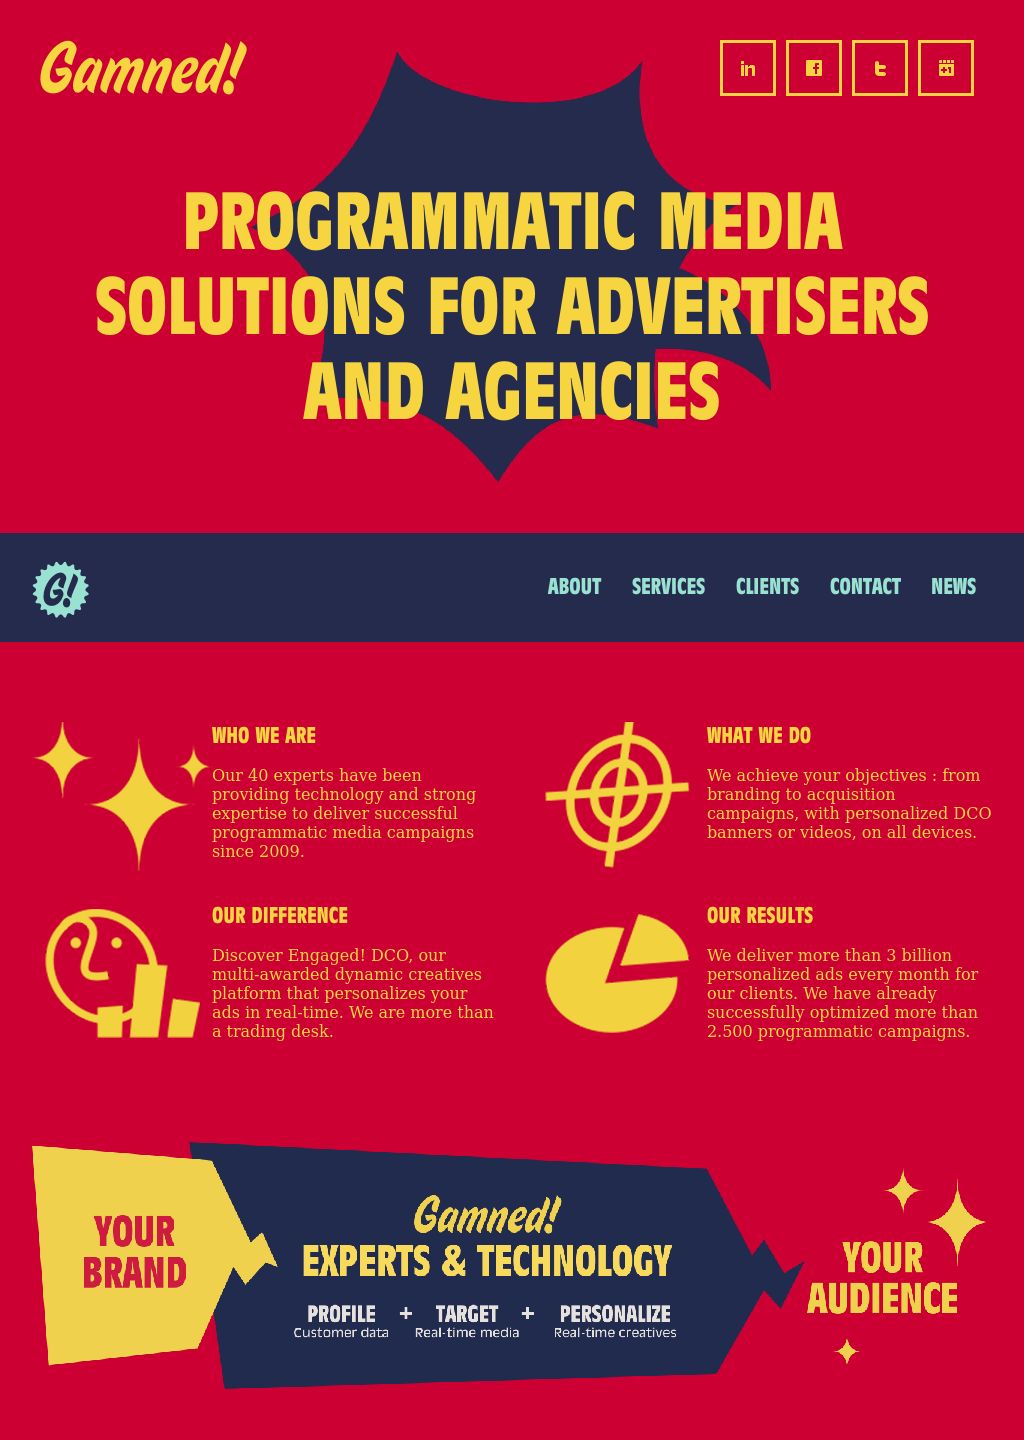 Gamned!
in
f
t
+1
PROGRAMMATIC MEDIA
SOLUTIONS FOR ADVERTISERS
AND AGENCIES
G!
ABOUT SERVICES CLIENTS CONTACT NEWS
WHO WE ARE
Our 40 experts have been
providing technology and strong
expertise to deliver successful
programmatic media campaigns
since 2009.
WHAT WE DO
We achieve your objectives : from
branding to acquisition
campaigns, with personalized DCO
banners or videos, on all devices.
OUR DIFFERENCE
Discover Engaged! DCO, our
multi-awarded dynamic creatives
platform that personalizes your
ads in real-time. We are more than
a trading desk.
OUR RESULTS
We deliver more than 3 billion
personalized ads every month for
our clients. We have already
successfully optimized more than
2.500 programmatic campaigns.
YOUR
BRAND
Gamned!
EXPERTS & TECHNOLOGY
PROFILE + TARGET + PERSONALIZE
Customer data Real-time media Real-time creatives
YOUR
AUDIENCE